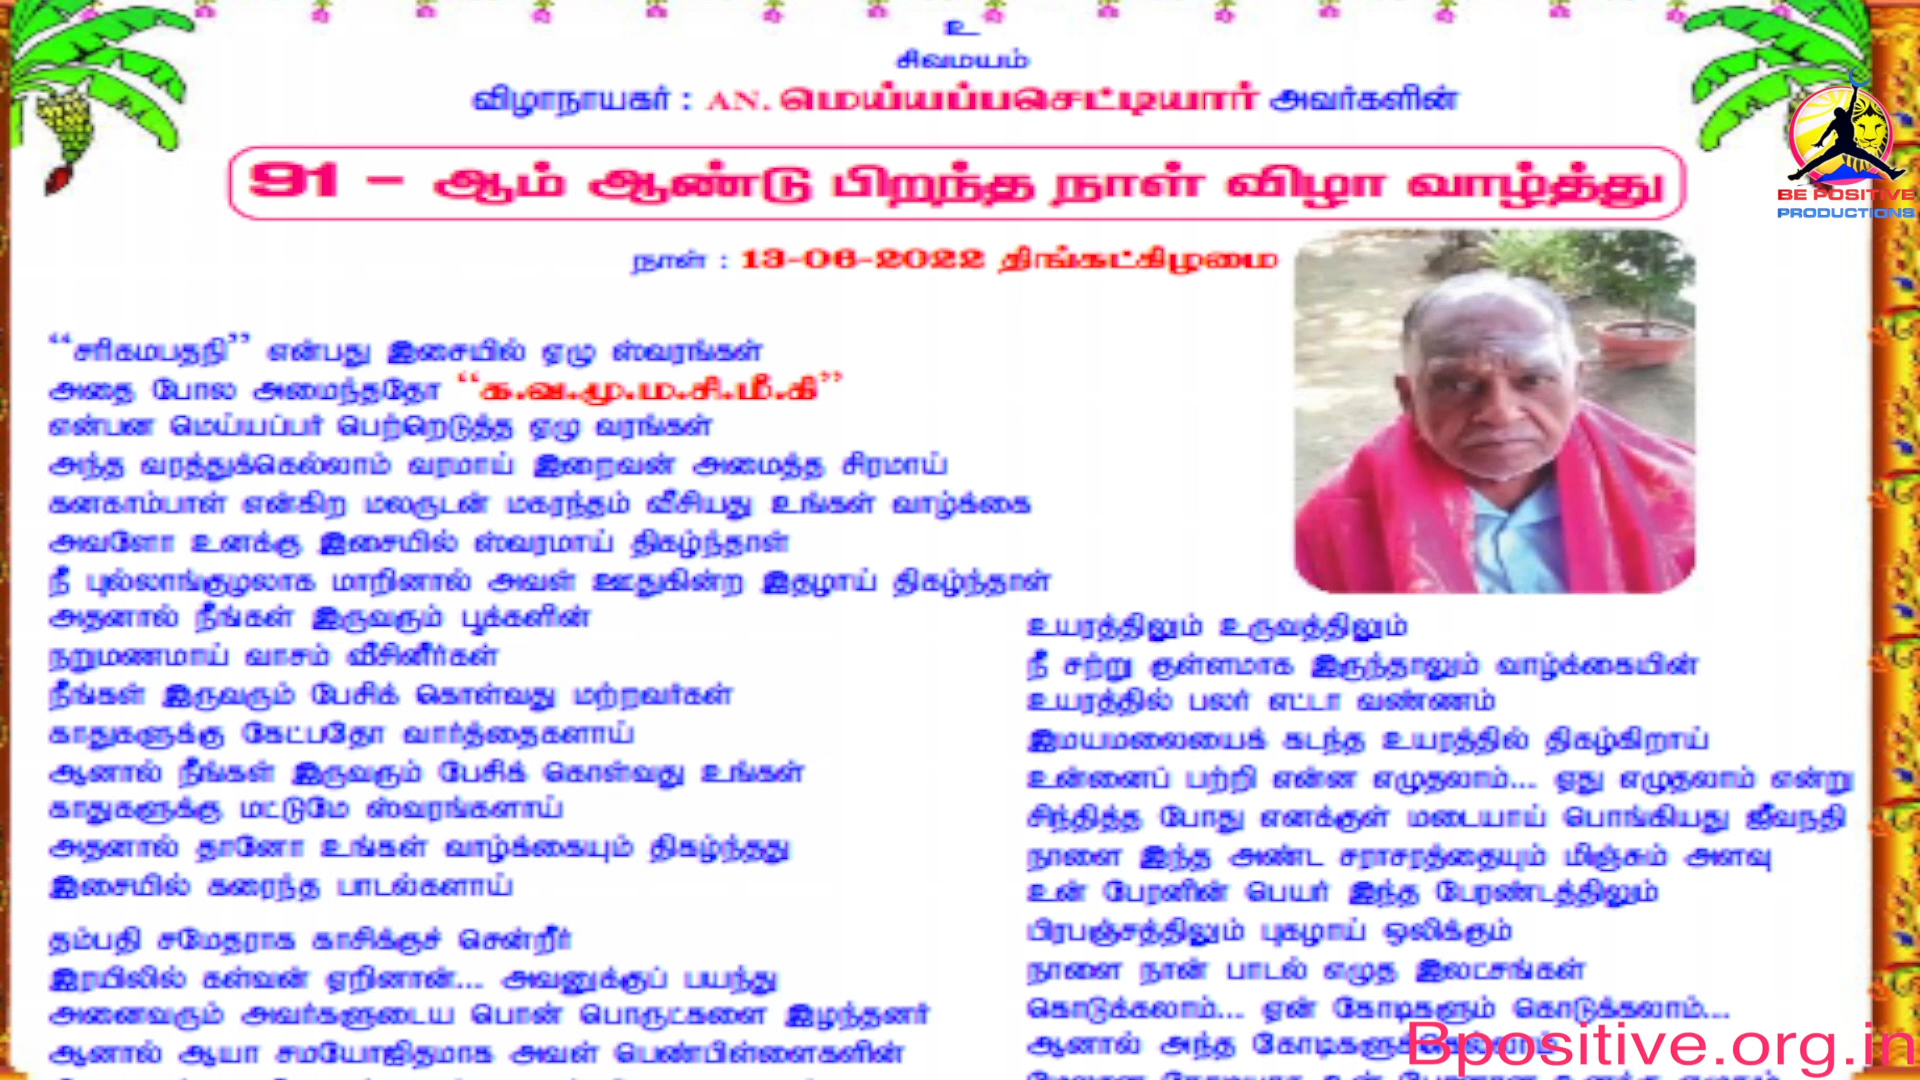 உ
சிவமயம்
விழாநாயகர் : AN. மெய்யப்பசெட்டியார் அவர்களின்
91 - ஆம் ஆண்டு பிறந்த நாள் விழா வாழ்த்து
நாள் : 13-06-2022 திங்கட்கிழமை
BE POSITIVE
PRODUCTIONS
“சரிகமபதநி” என்பது இசையில் ஏழு ஸ்வரங்கள்
அதை போல அமைந்ததோ “க.வ.மு.ம.சி.மீ.கி”
என்பன மெய்யப்பர் பெற்றெடுத்த ஏழு வரங்கள்
அந்த வரத்துக்கெல்லாம் வரமாய் இறைவன் அமைத்த சிரமாய்
கனகாம்பாள் என்கிற மலருடன் மகரந்தம் வீசியது உங்கள் வாழ்க்கை
அவளோ உனக்கு இசையில் ஸ்வரமாய் திகழ்ந்தாள்
நீ புல்லாங்குழலாக மாறினால் அவள் ஊதுகின்ற இதழாய் திகழ்ந்தாள்
அதனால் நீங்கள் இருவரும் பூக்களின்
நறுமணமாய் வாசம் வீசினீர்கள்
நீங்கள் இருவரும் பேசிக் கொள்வது மற்றவர்கள்
காதுகளுக்கு கேட்பதோ வார்த்தைகளாய்
ஆனால் நீங்கள் இருவரும் பேசிக் கொள்வது உங்கள்
காதுகளுக்கு மட்டுமே ஸ்வரங்களாய்
அதனால் தானோ உங்கள் வாழ்க்கையும் திகழ்ந்தது
இசையில் கரைந்த பாடல்களாய்
தம்பதி சமேதராக காசிக்குச் சென்றீர்
இரயிலில் கள்வன் ஏறினான்... அவனுக்குப் பயந்து
அனைவரும் அவர்களுடைய பொன் பொருட்களை இழந்தனர்
ஆனால் ஆயா சமயோஜிதமாக அவள் பெண்பிள்ளைகளின்
உயரத்திலும் உருவத்திலும்
நீ சற்று குள்ளமாக இருந்தாலும் வாழ்க்கையின்
உயரத்தில் பலர் எட்டா வண்ணம்
இமயமலையைக் கடந்த உயரத்தில் திகழ்கிறாய்
உன்னைப் பற்றி என்ன எழுதலாம்... ஏது எழுதலாம் என்று
சிந்தித்த போது எனக்குள் மடையாய் பொங்கியது ஜீவநதி
நாளை இந்த அண்ட சராசரத்தையும் மிஞ்சும் அளவு
உன் பேரனின் பெயர் இந்த பேரண்டத்திலும்
பிரபஞ்சத்திலும் புகழாய் ஒலிக்கும்
நாளை நான் பாடல் எழுத இலட்சங்கள்
கொடுக்கலாம்... ஏன் கோடிகளும் கொடுக்கலாம்...
ஆனால் அந்த கோடிகளுக்கெல்லாம்
Bpositive.org.in